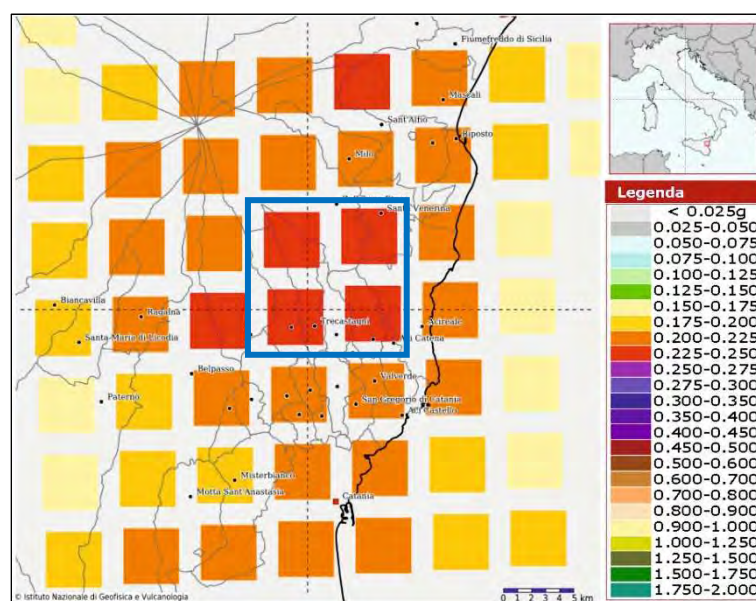 Fiumefreddo di Sicilia
Mascali
Sant'Alfio
Riposto
Milo
Santa Venerina
Biancavilla
Ragalna
Trecastagni
Acireale
Santa Maria di Licodia
Aci Catena
Belpasso
Valverde
Paterno
San Gregorio di Catania
Aci Castello
Misterbianco
Motta Sant'Anastasia
Catania
© Istituto Nazionale di Geofisica e Vulcanologia
0 1 2 3 4 5 km
Legenda
< 0.025g
0.025-0.050
0.050-0.075
0.075-0.100
0.100-0.125
0.125-0.150
0.150-0.175
0.175-0.200
0.200-0.225
0.225-0.250
0.250-0.275
0.275-0.300
0.300-0.350
0.350-0.400
0.400-0.450
0.450-0.500
0.500-0.600
0.600-0.700
0.700-0.800
0.800-0.900
0.900-1.000
1.000-1.250
1.250-1.500
1.500-1.750
1.750-2.000